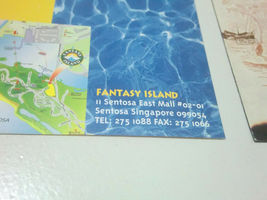 FANTASY ISLAND
11 Sentosa East Mall #02-01
Sentosa Singapore 099054
TEL: 275 1088 FAX: 275 1066